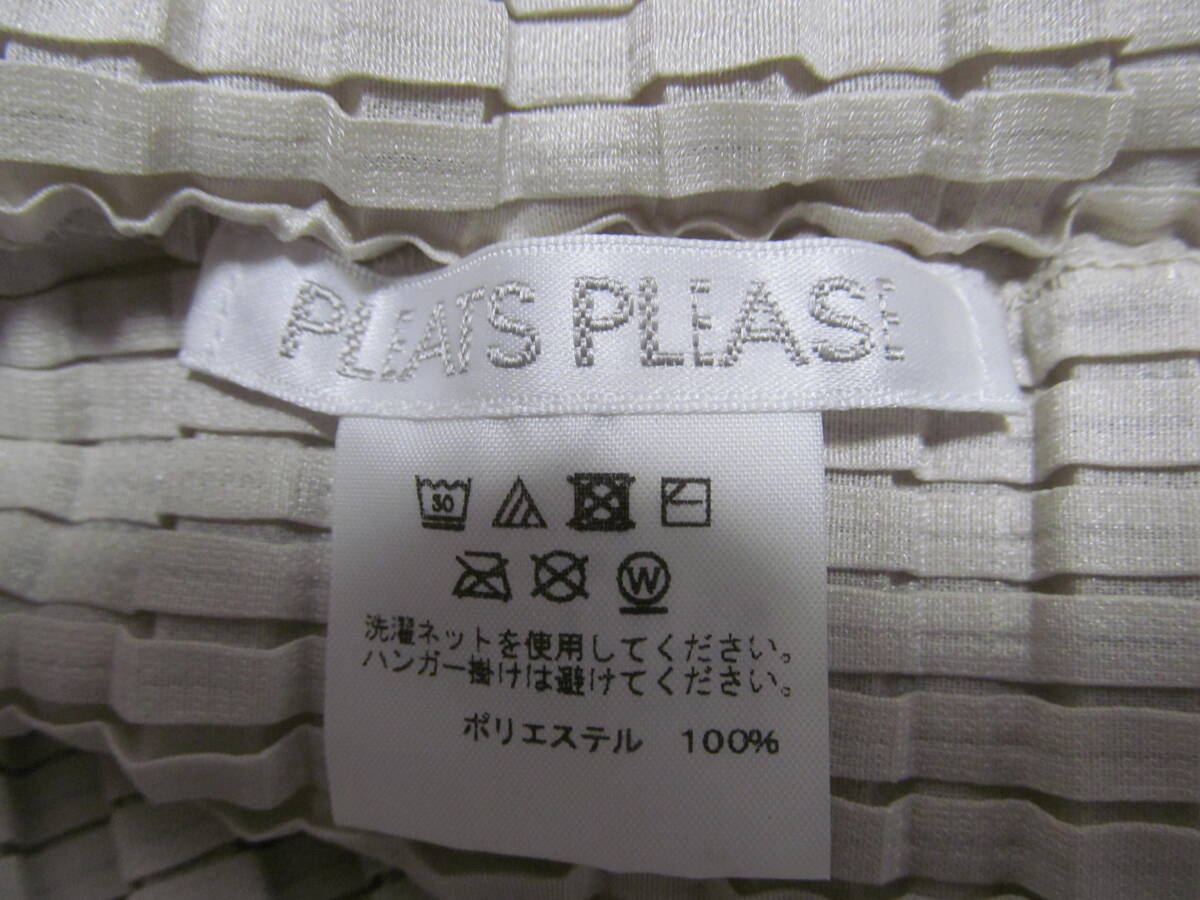 PLEATS PLEASE
30
W
洗濯ネットを使用してください。
ハンガー掛けは避けてください。
ポリエステル 100%